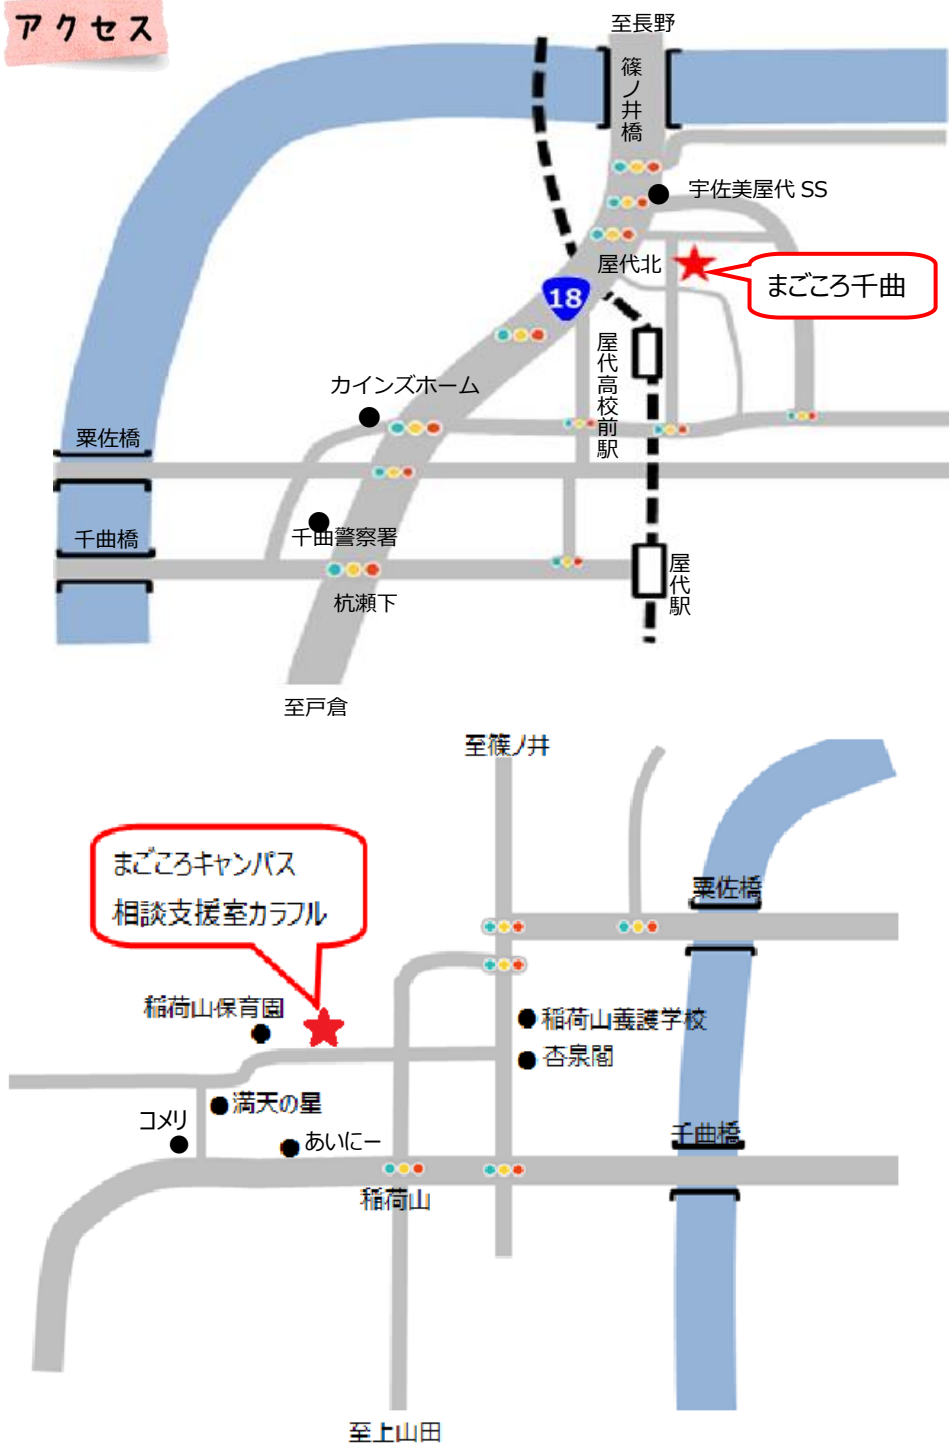 アクセス
至長野
篠ノ井橋
宇佐美屋代 SS
屋代北
まごころ千曲
18
屋代高校前駅
カインズホーム
粟佐橋
千曲橋
千曲警察署
杭瀬下
屋代駅
至戸倉
至篠ノ井
まごころキャンパス
相談支援室カラフル
粟佐橋
稲荷山保育園
稲荷山養護学校
杏泉閣
満天の星
コメリ
あいにー
千曲橋
稲荷山
至上山田